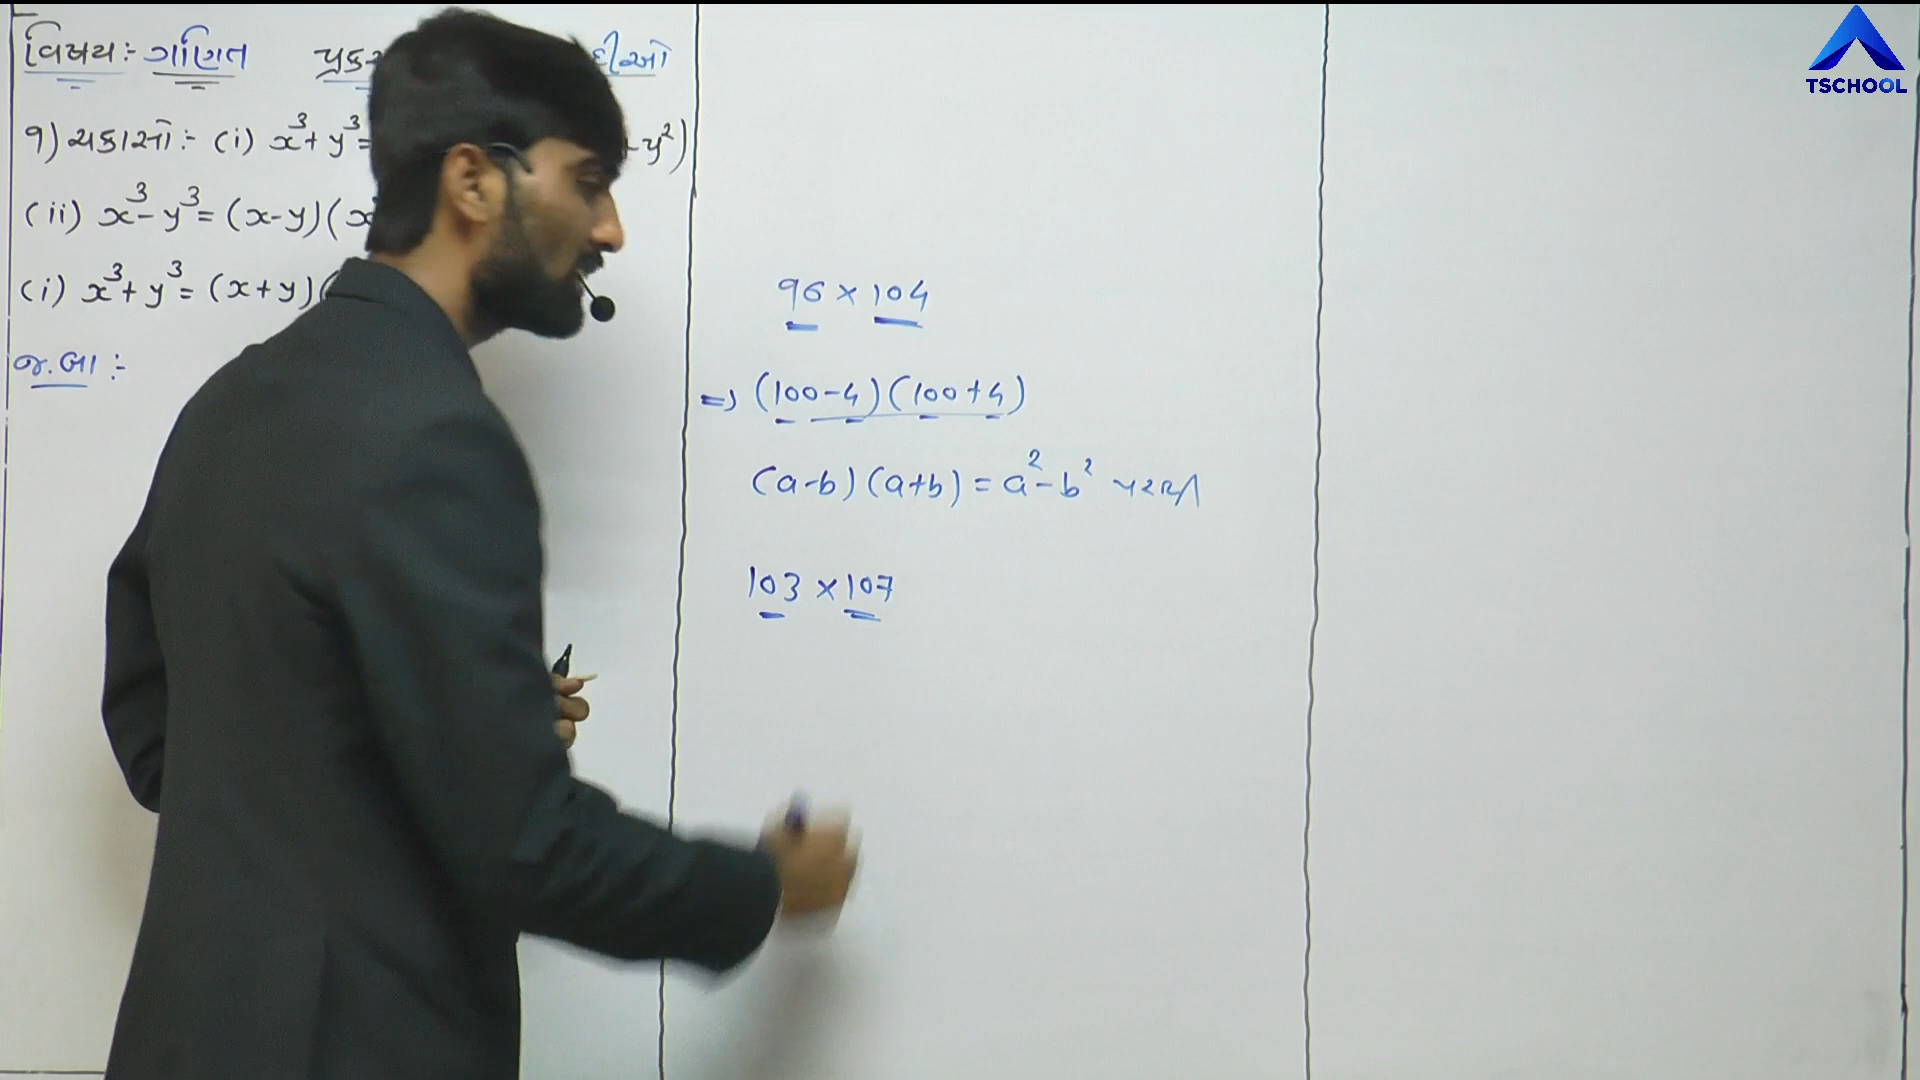 વિષય:- ગણિત
૧) ચકાસો:- (i) x³+y³= + y²)
(ii) x³-y³= (x-y)(x
(i) x³+y³= (x+y)(
જ.બા :-
96 × 104
=> (100-4)(100+4)
(a-b)(a+b) = a²-b² પરથી
103 × 107
TSCHOOL